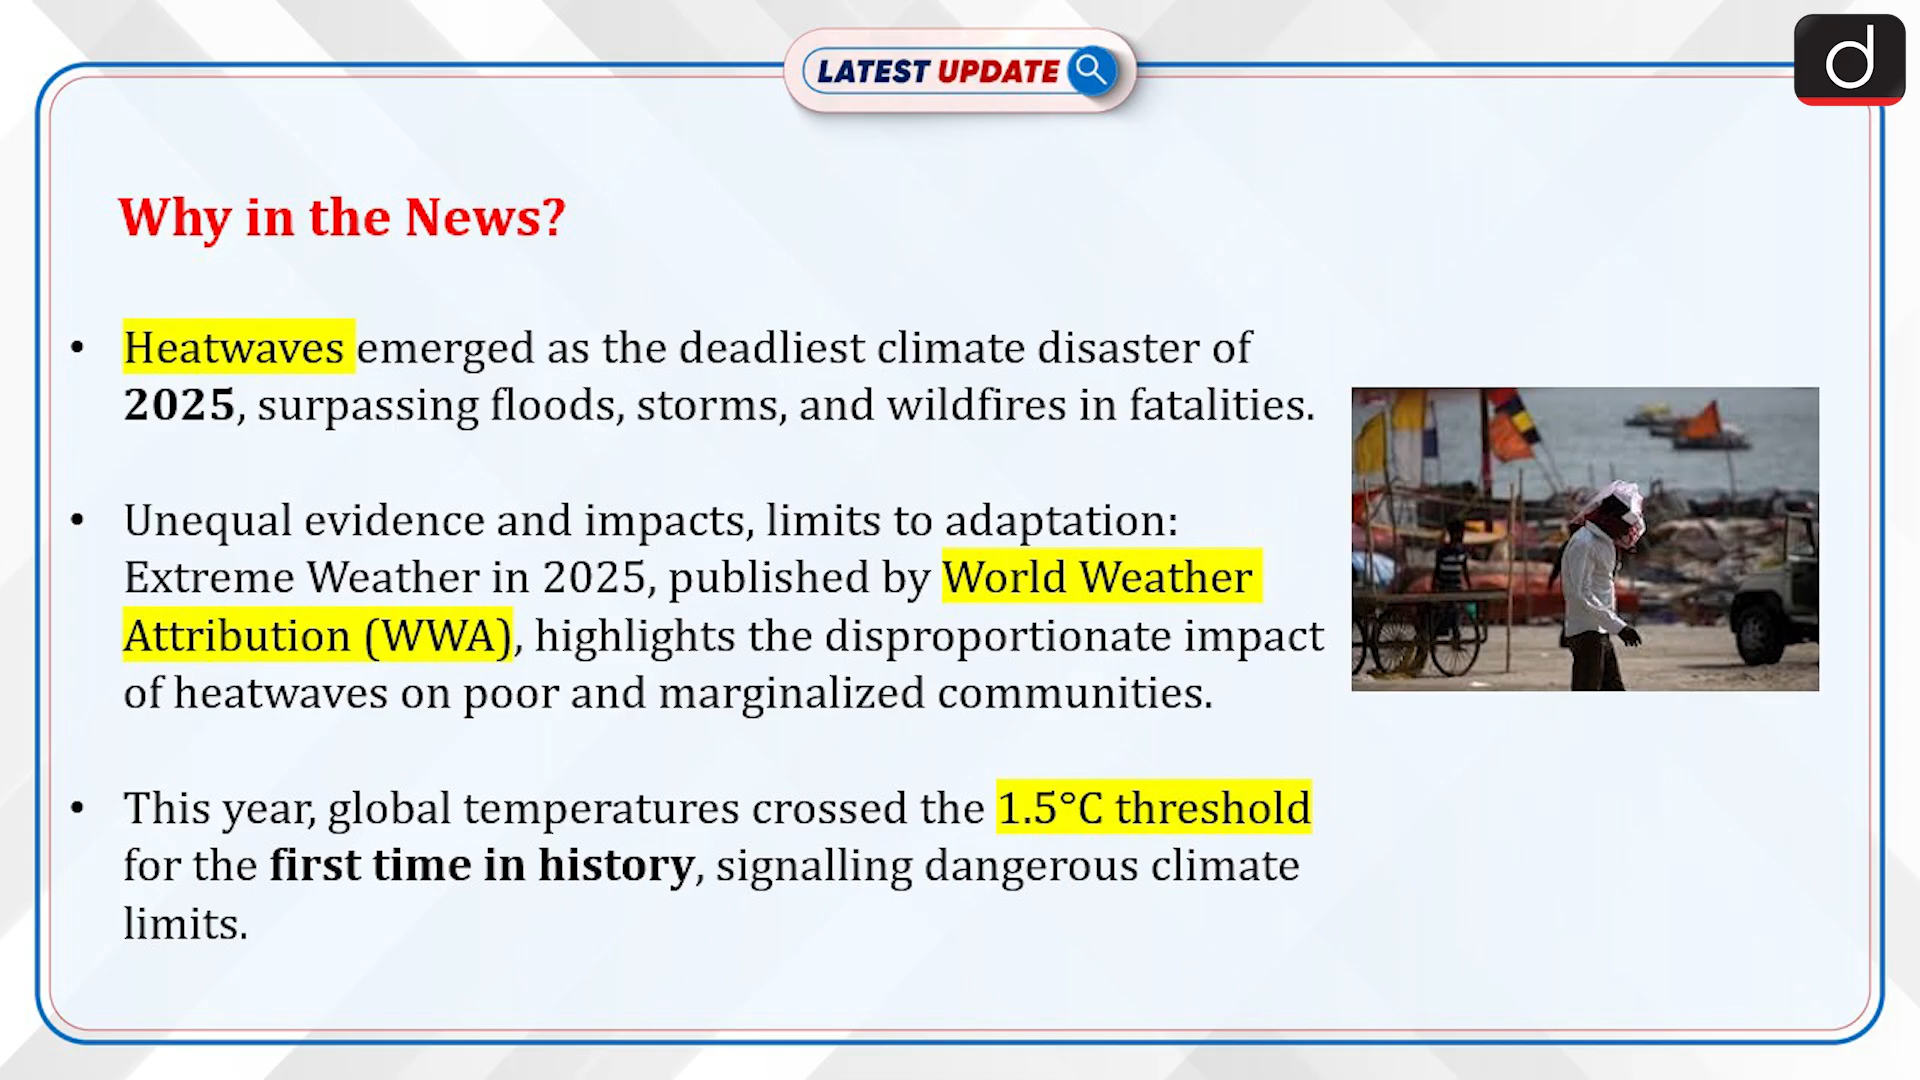 LATEST UPDATE
d
Why in the News?
• Heatwaves emerged as the deadliest climate disaster of
2025, surpassing floods, storms, and wildfires in fatalities.
• Unequal evidence and impacts, limits to adaptation:
Extreme Weather in 2025, published by World Weather
Attribution (WWA), highlights the disproportionate impact
of heatwaves on poor and marginalized communities.
• This year, global temperatures crossed the 1.5°C threshold
for the first time in history, signalling dangerous climate
limits.